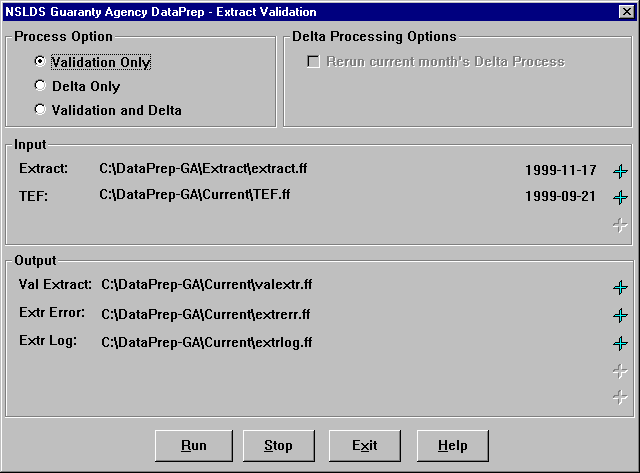 NSLDS Guaranty Agency DataPrep - Extract Validation
Process Option
Validation Only
Delta Only
Validation and Delta
Delta Processing Options
Rerun current month's Delta Process
Input
Extract: C:\DataPrep-GA\Extract\extract.ff 1999-11-17
TEF: C:\DataPrep-GA\Current\TEF.ff 1999-09-21
Output
Val Extract: C:\DataPrep-GA\Current\valextr.ff
Extr Error: C:\DataPrep-GA\Current\extrerr.ff
Extr Log: C:\DataPrep-GA\Current\extrlog.ff
Run Stop Exit Help